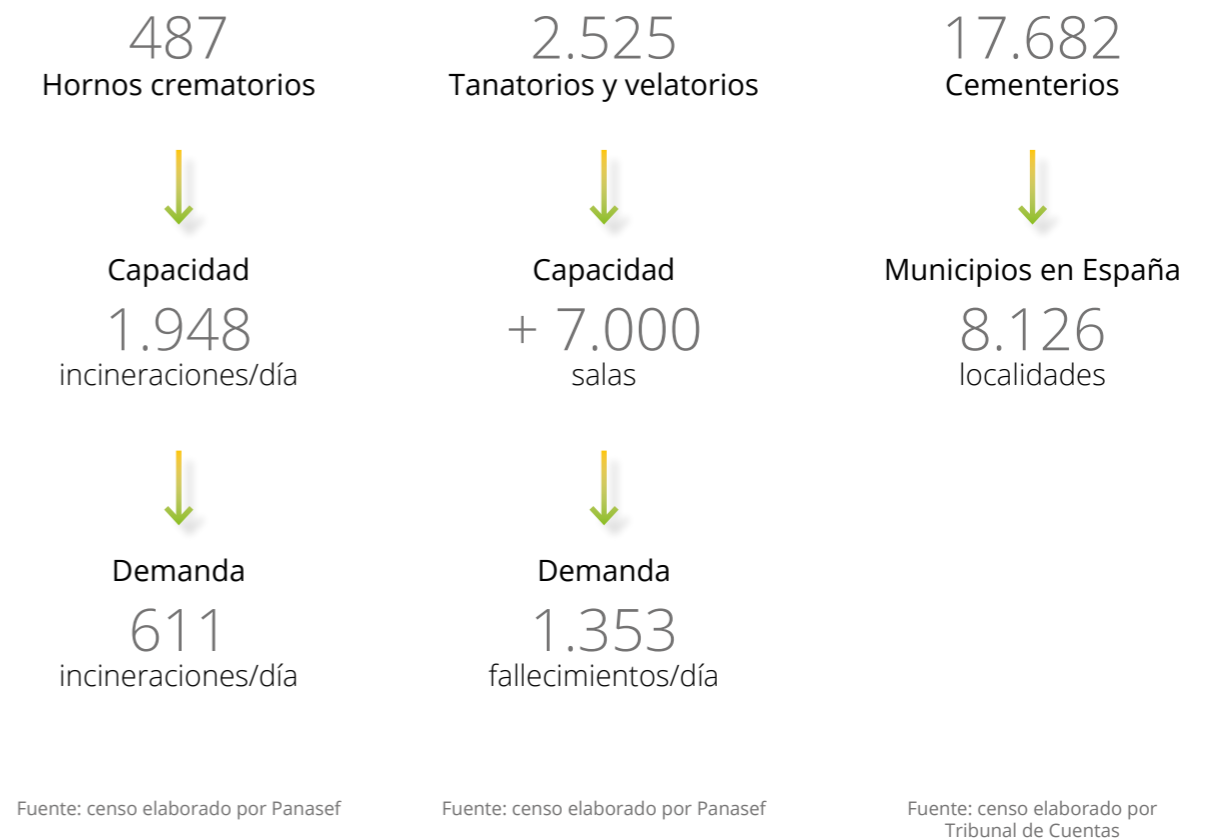 487
Hornos crematorios
Capacidad
1.948
incineraciones/día
Demanda
611
incineraciones/día
Fuente: censo elaborado por Panasef
2.525
Tanatorios y velatorios
Capacidad
+ 7.000
salas
Demanda
1.353
fallecimientos/día
Fuente: censo elaborado por Panasef
17.682
Cementerios
Municipios en España
8.126
localidades
Fuente: censo elaborado por
Tribunal de Cuentas